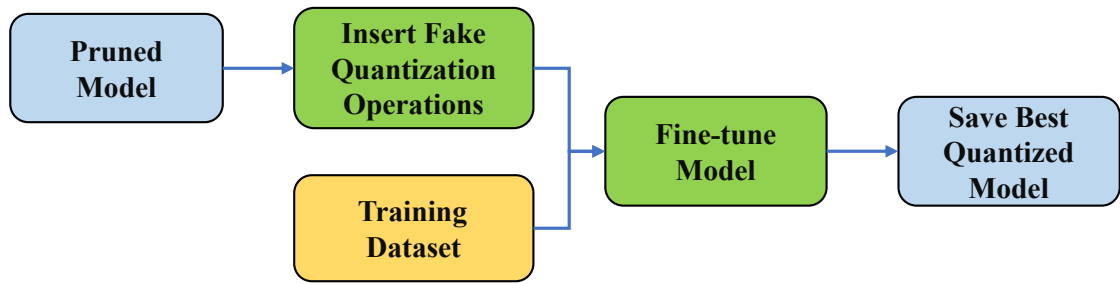 Pruned
Model
Insert Fake
Quantization
Operations
Training
Dataset
Fine-tune
Model
Save Best
Quantized
Model